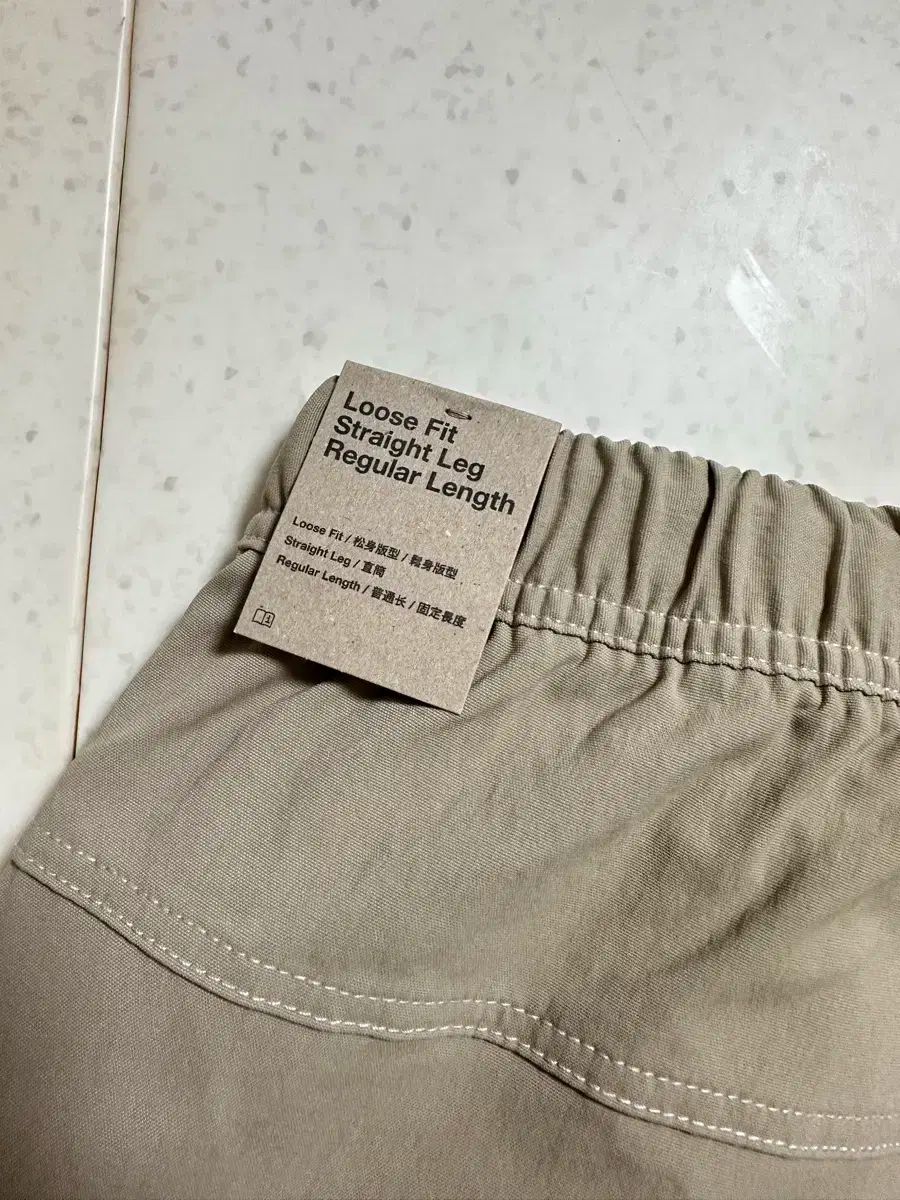 Loose Fit
Straight Leg
Regular Length
Loose Fit / 松身版型 / 鬆身版型
Straight Leg / 直筒
Regular Length / 普通长 / 固定長度
1